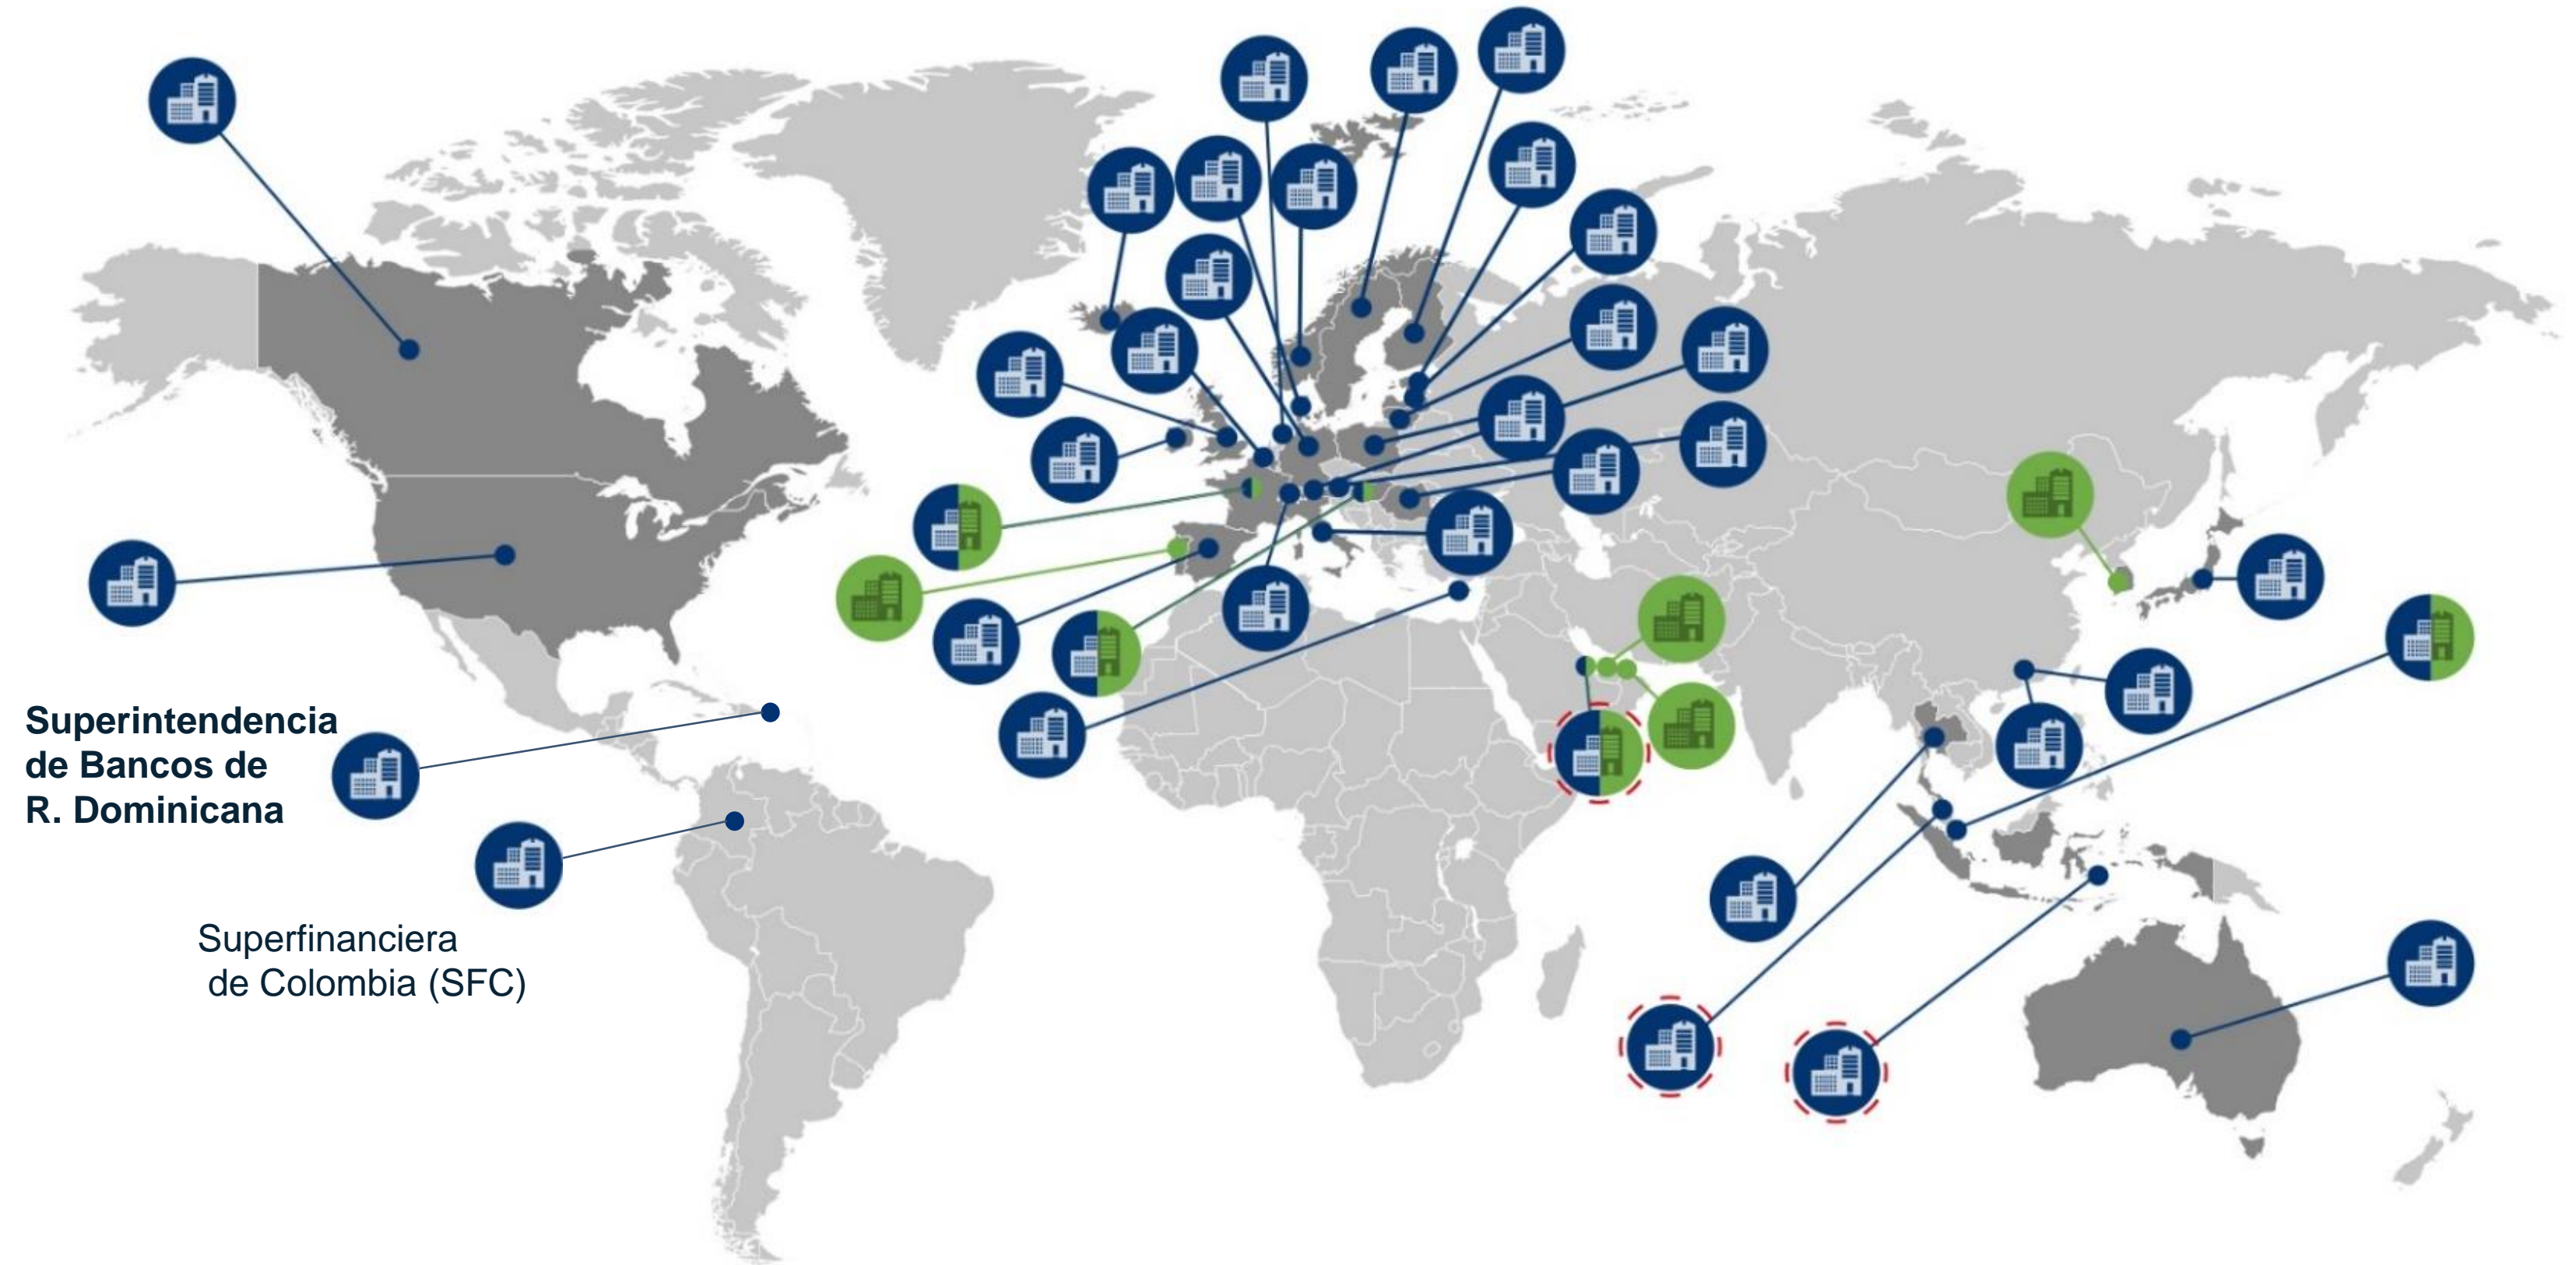 Superintendencia
de Bancos de
R. Dominicana
Superfinanciera
de Colombia (SFC)